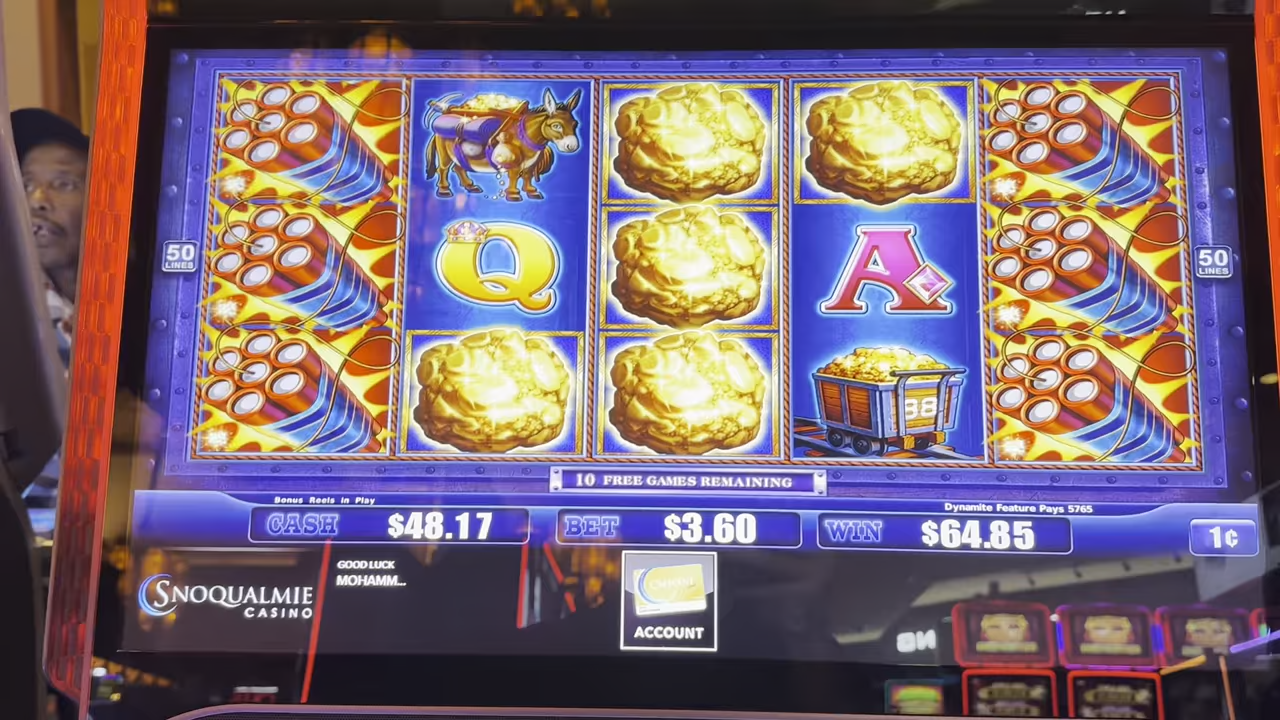 Q
A
88
50
LINES
50
LINES
10 FREE GAMES REMAINING
Bonus Reels in Play
Dynamite Feature Pays 5765
CASH $48.17
BET $3.60
WIN $64.85
1¢
SNOQUALMIE
CASINO
GOOD LUCK
MOHAMM...
ACCOUNT